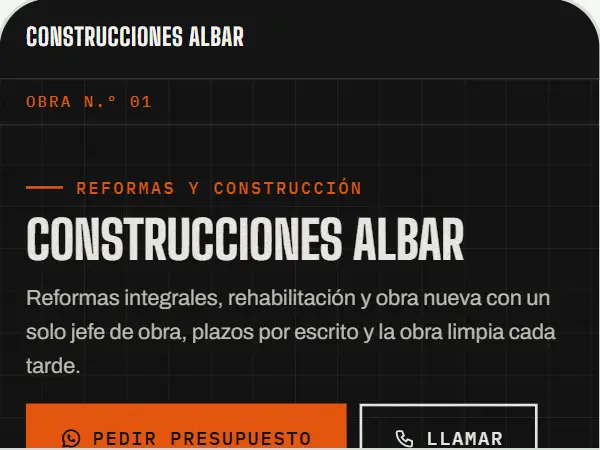 CONSTRUCCIONES ALBAR
OBRA N.º 01
REFORMAS Y CONSTRUCCIÓN
CONSTRUCCIONES ALBAR
Reformas integrales, rehabilitación y obra nueva con un
solo jefe de obra, plazos por escrito y la obra limpia cada
tarde.
PEDIR PRESUPUESTO
LLAMAR